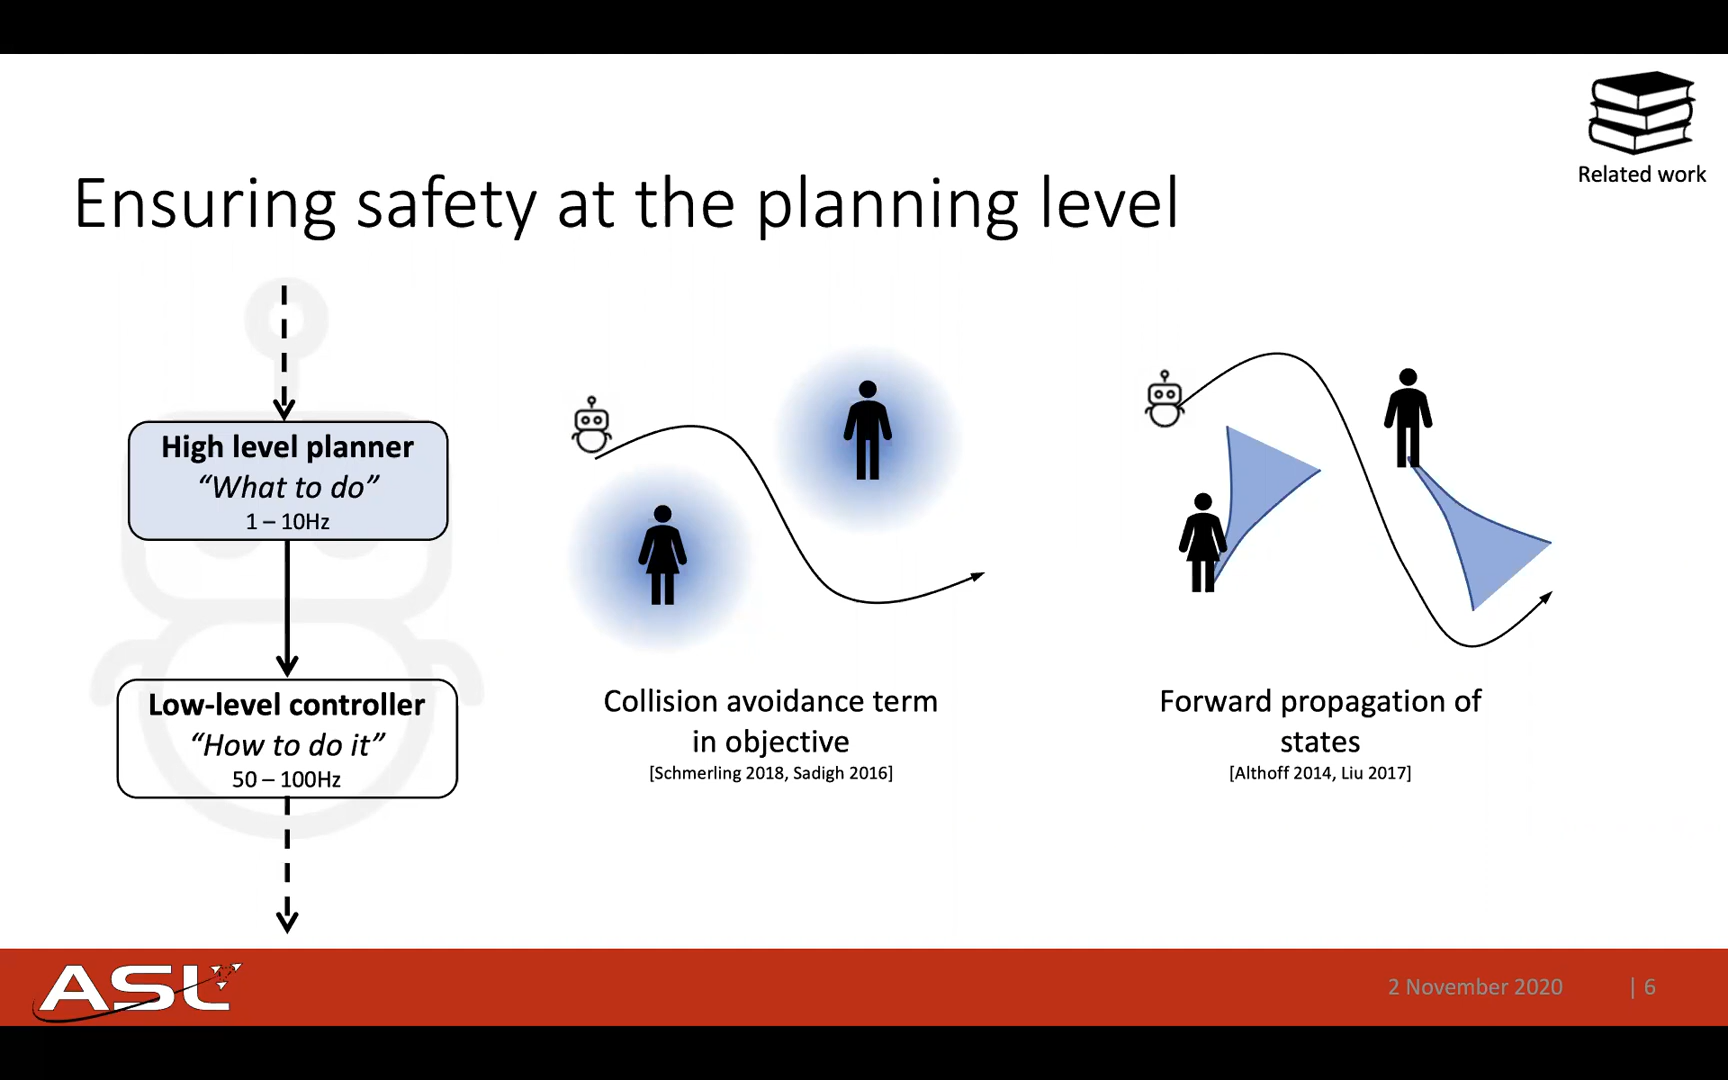 Related work
Ensuring safety at the planning level
High level planner
“What to do”
1 – 10Hz
Low-level controller
“How to do it”
50 – 100Hz
Collision avoidance term
in objective
[Schmerling 2018, Sadigh 2016]
Forward propagation of
states
[Althoff 2014, Liu 2017]
ASL
2 November 2020
| 6